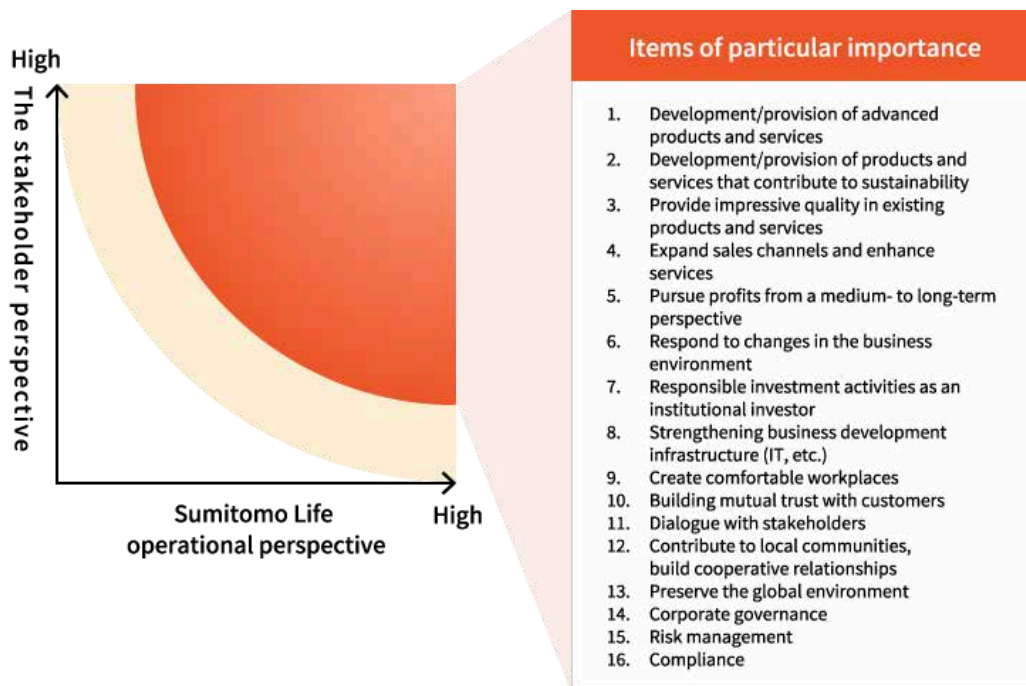 High
The stakeholder perspective
Sumitomo Life
operational perspective
High
Items of particular importance
1. Development/provision of advanced
products and services
2. Development/provision of products and
services that contribute to sustainability
3. Provide impressive quality in existing
products and services
4. Expand sales channels and enhance
services
5. Pursue profits from a medium- to long-term
perspective
6. Respond to changes in the business
environment
7. Responsible investment activities as an
institutional investor
8. Strengthening business development
infrastructure (IT, etc.)
9. Create comfortable workplaces
10. Building mutual trust with customers
11. Dialogue with stakeholders
12. Contribute to local communities,
build cooperative relationships
13. Preserve the global environment
14. Corporate governance
15. Risk management
16. Compliance